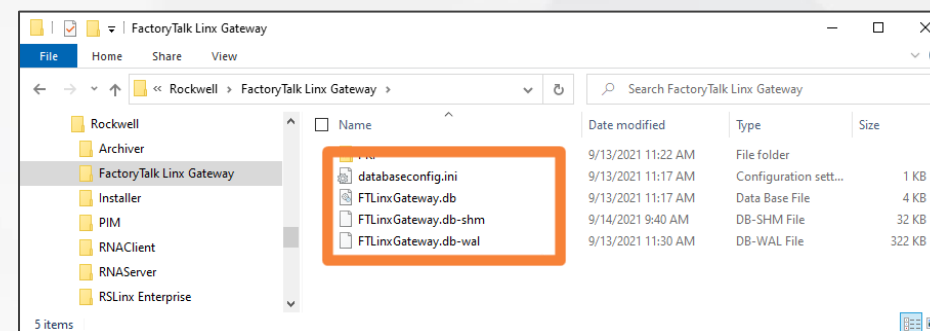 FactoryTalk Linx Gateway
File Home Share View
« Rockwell › FactoryTalk Linx Gateway › Search FactoryTalk Linx Gateway
Rockwell
Archiver
FactoryTalk Linx Gateway
Installer
PIM
RNAClient
RNAServer
RSLinx Enterprise
Name Date modified Type Size
9/13/2021 11:22 AM File folder
databaseconfig.ini 9/13/2021 11:17 AM Configuration sett... 1 KB
FTLinxGateway.db 9/13/2021 11:17 AM Data Base File 4 KB
FTLinxGateway.db-shm 9/14/2021 9:40 AM DB-SHM File 32 KB
FTLinxGateway.db-wal 9/13/2021 11:30 AM DB-WAL File 322 KB
5 items